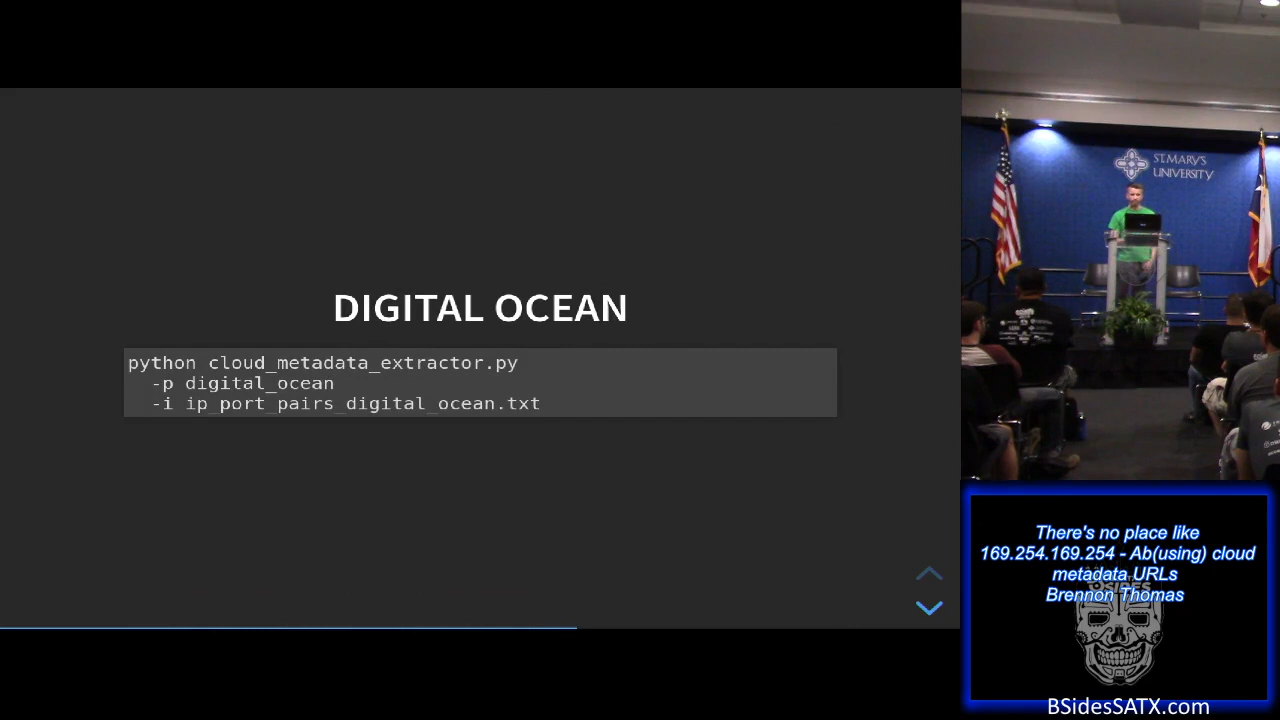 DIGITAL OCEAN
python cloud_metadata_extractor.py
-p digital_ocean
-i ip_port_pairs_digital_ocean.txt
ST. MARY'S
UNIVERSITY
There's no place like
169.254.169.254 - Ab(using) cloud
metadata URLs
Brennon Thomas
BSidesSATX.com